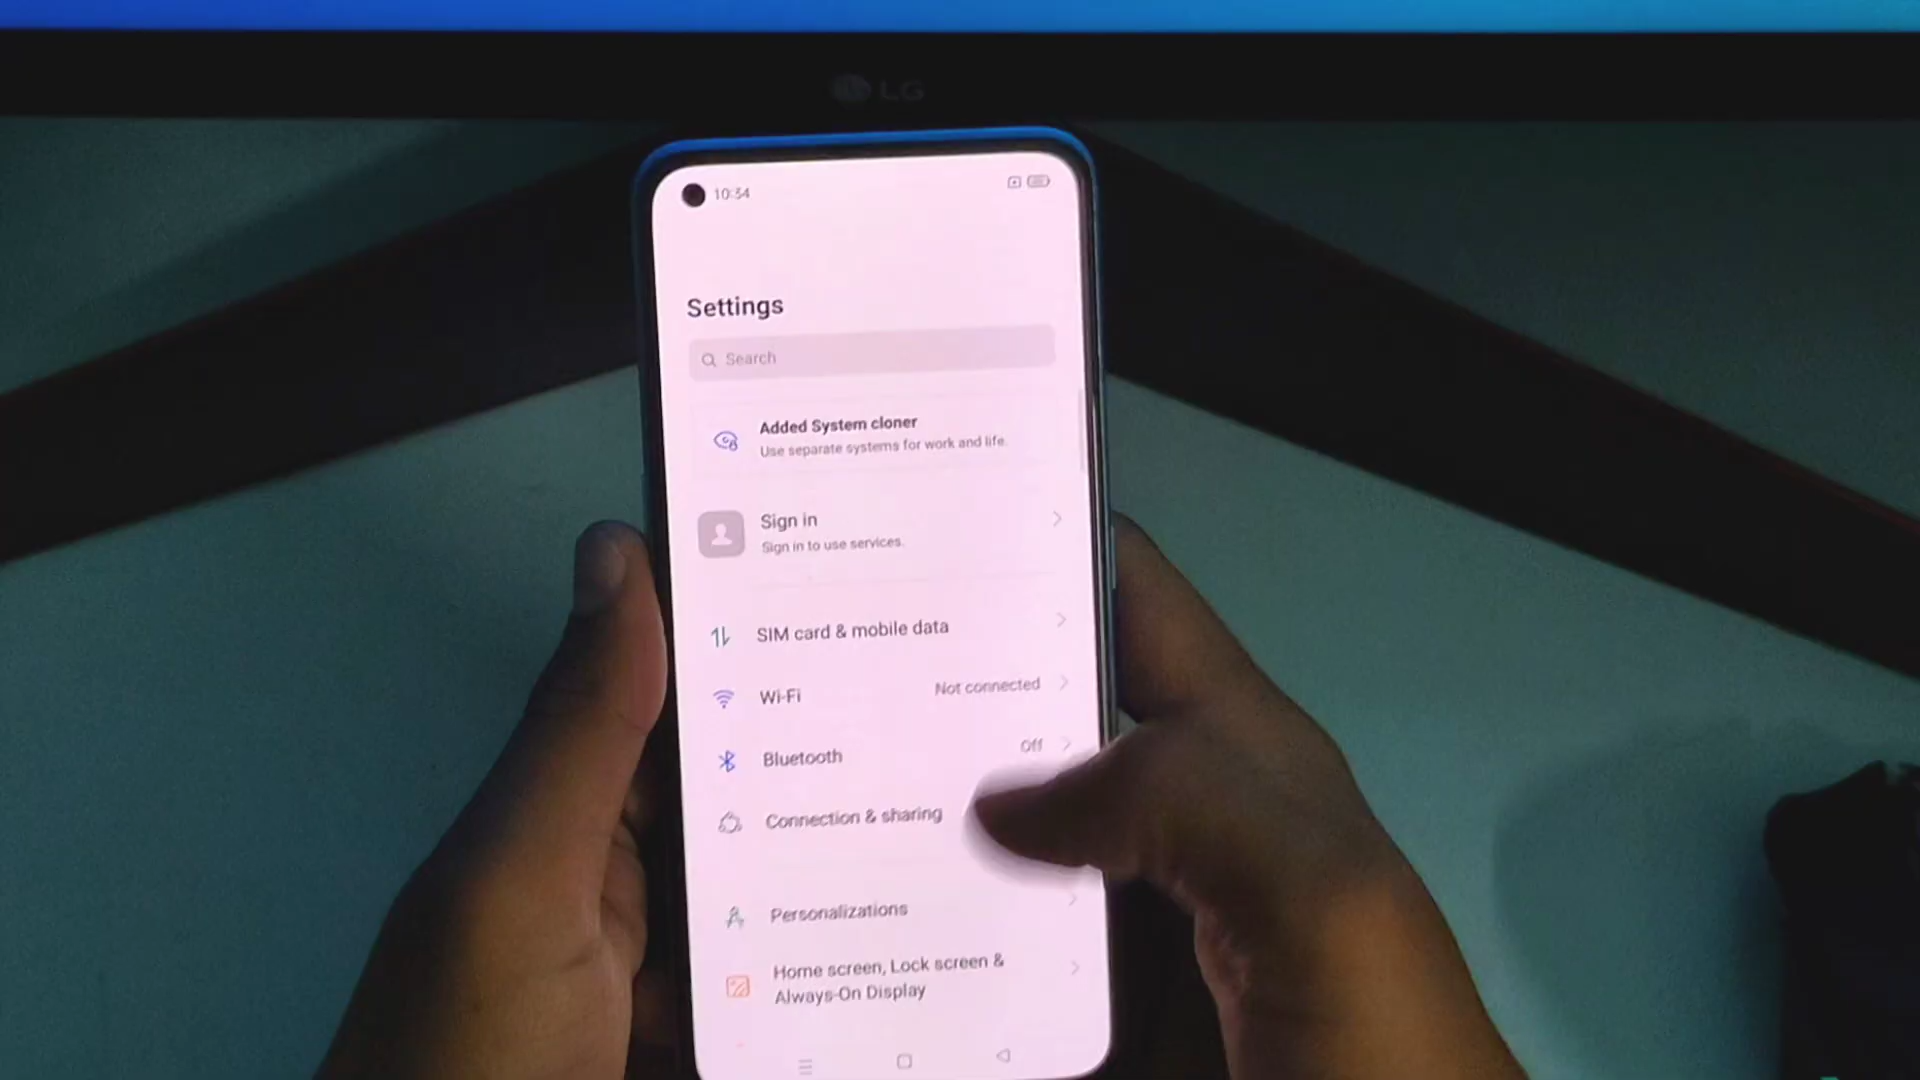 LG
10:34
Settings
Search
Added System cloner
Use separate systems for work and life.
Sign in
Sign in to use services.
SIM card & mobile data
Wi-Fi Not connected
Bluetooth Off
Connection & sharing
Personalizations
Home screen, Lock screen &
Always-On Display